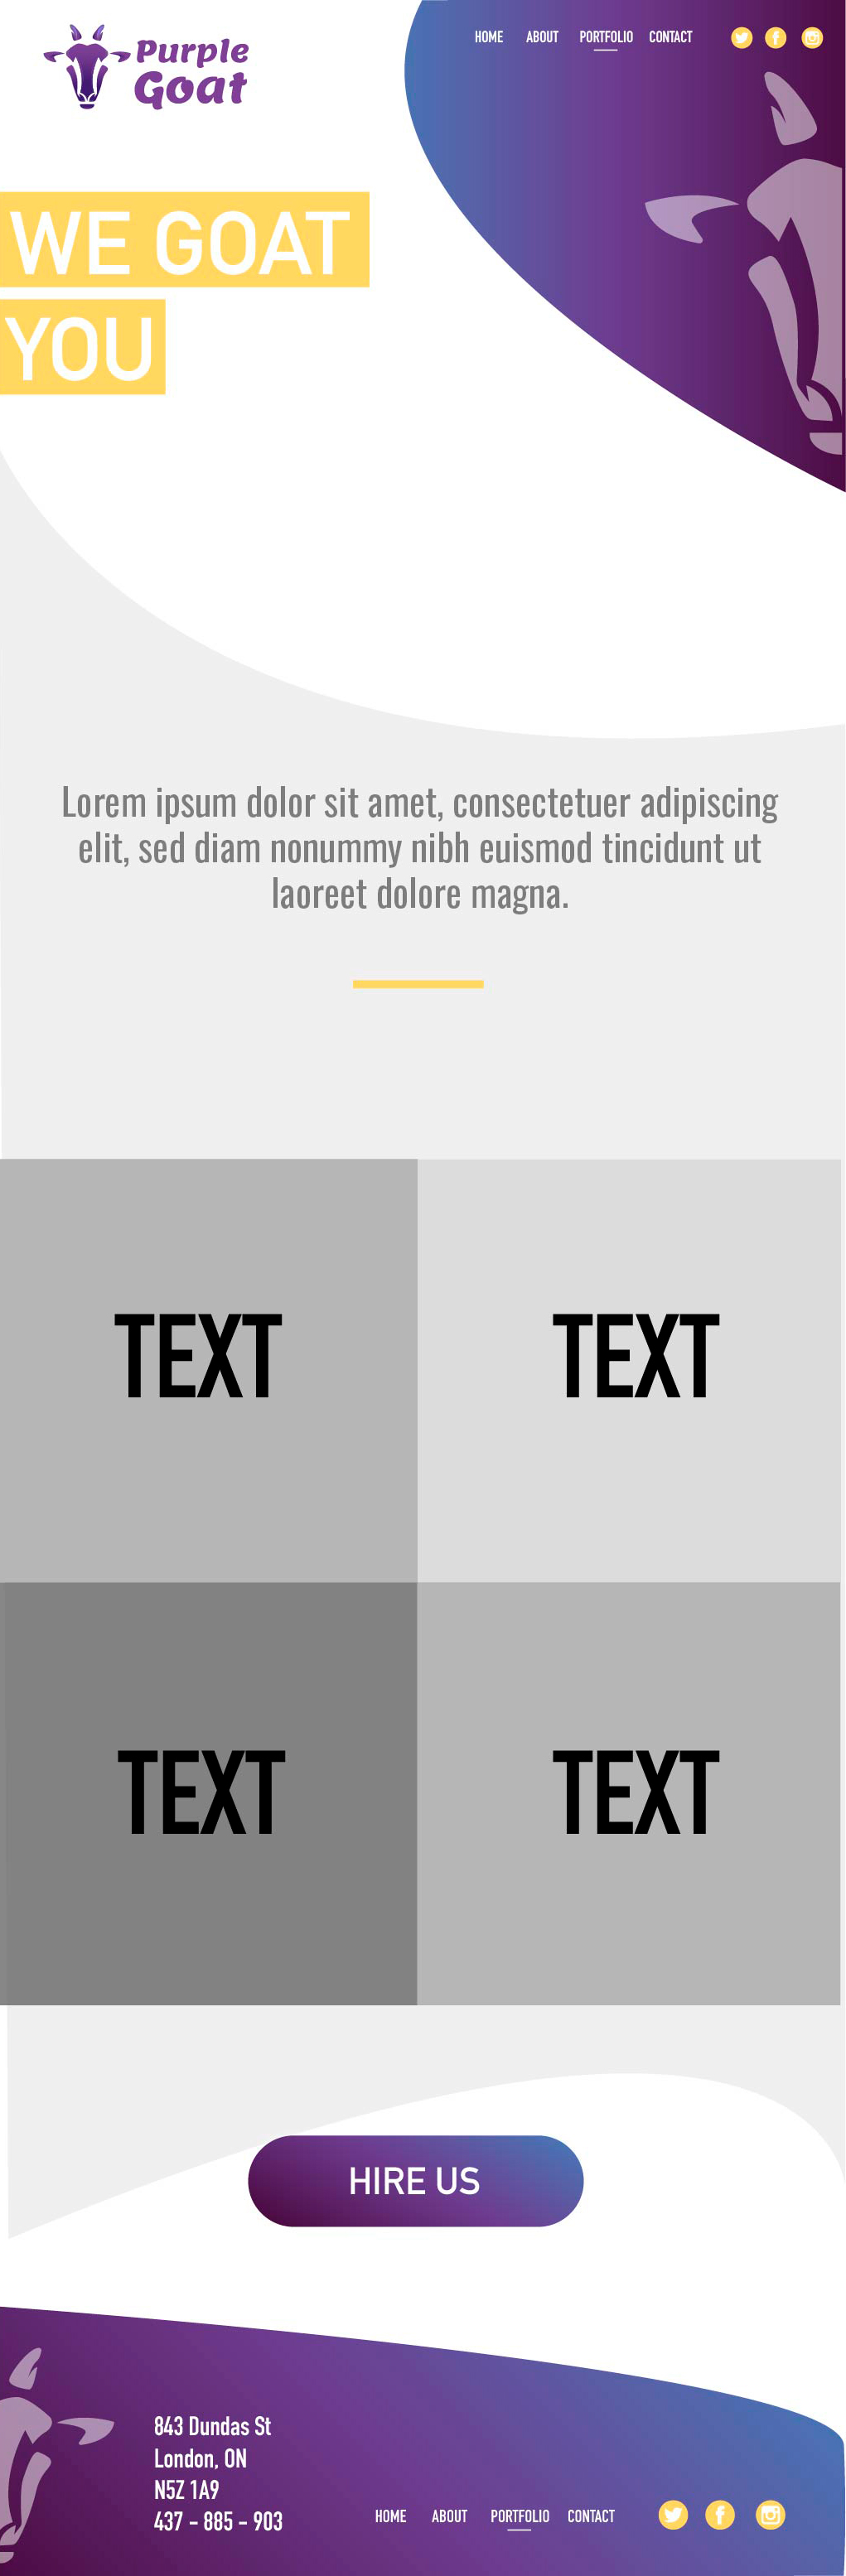 Purple
Goat
HOME ABOUT PORTFOLIO CONTACT
WE GOAT
YOU
Lorem ipsum dolor sit amet, consectetuer adipiscing
elit, sed diam nonummy nibh euismod tincidunt ut
laoreet dolore magna.
TEXT TEXT
TEXT TEXT
HIRE US
843 Dundas St
London, ON
N5Z 1A9
437 - 885 - 903
HOME ABOUT PORTFOLIO CONTACT